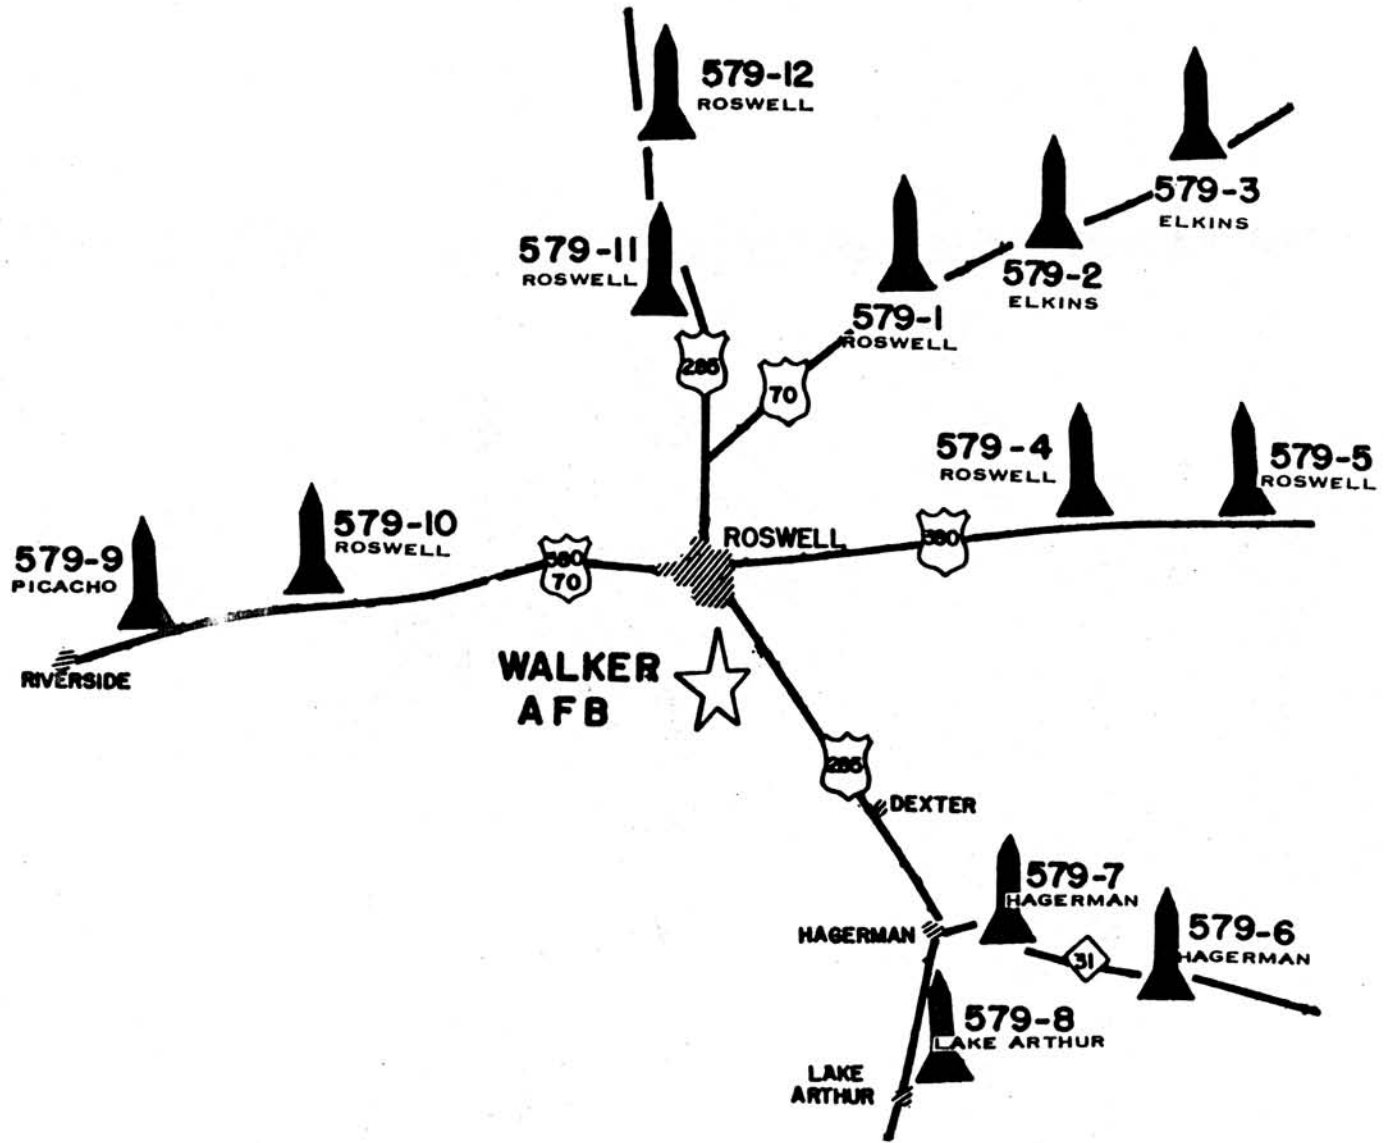 579-12
ROSWELL
579-3
ELKINS
579-11
ROSWELL
579-2
ELKINS
579-1
ROSWELL
285
70
579-4
ROSWELL
579-5
ROSWELL
579-10
ROSWELL
579-9
PICACHO
380
70
ROSWELL
380
RIVERSIDE
WALKER
AFB
285
DEXTER
579-7
HAGERMAN
HAGERMAN
31
579-6
HAGERMAN
579-8
LAKE ARTHUR
LAKE
ARTHUR